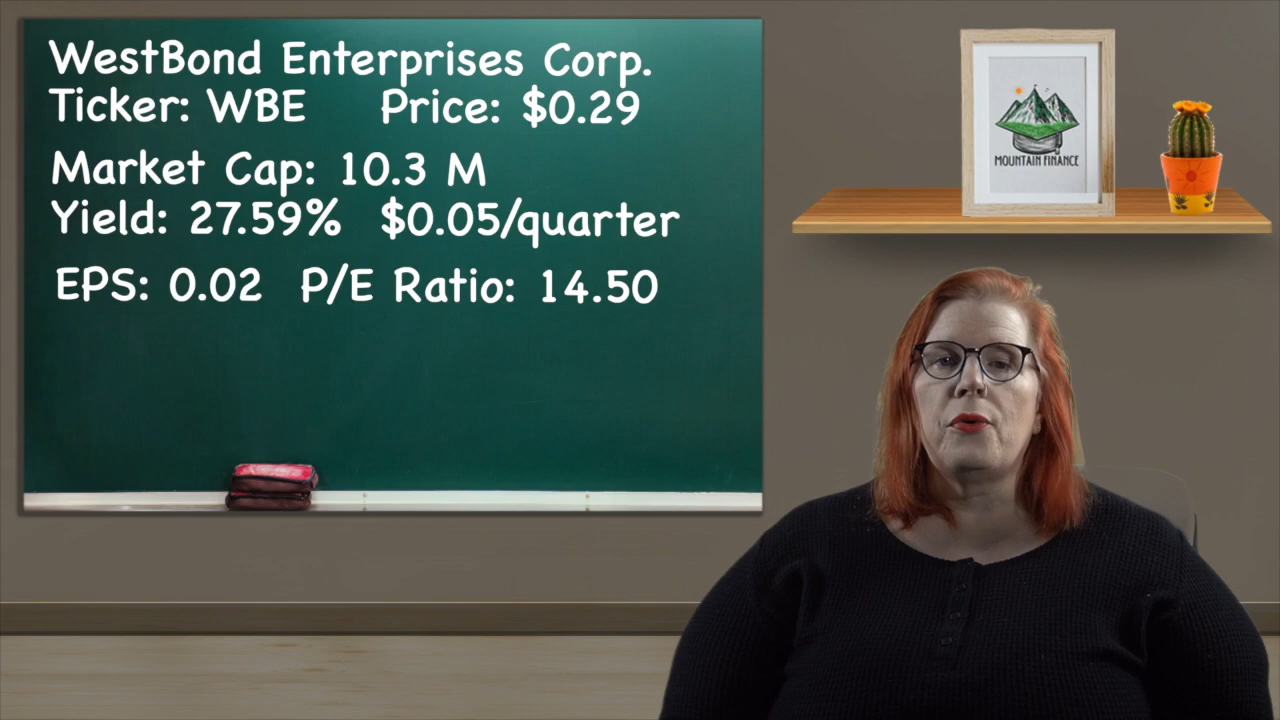 WestBond Enterprises Corp.
Ticker: WBE Price: $0.29
Market Cap: 10.3 M
Yield: 27.59% $0.05/quarter
EPS: 0.02 P/E Ratio: 14.50
MOUNTAIN FINANCE